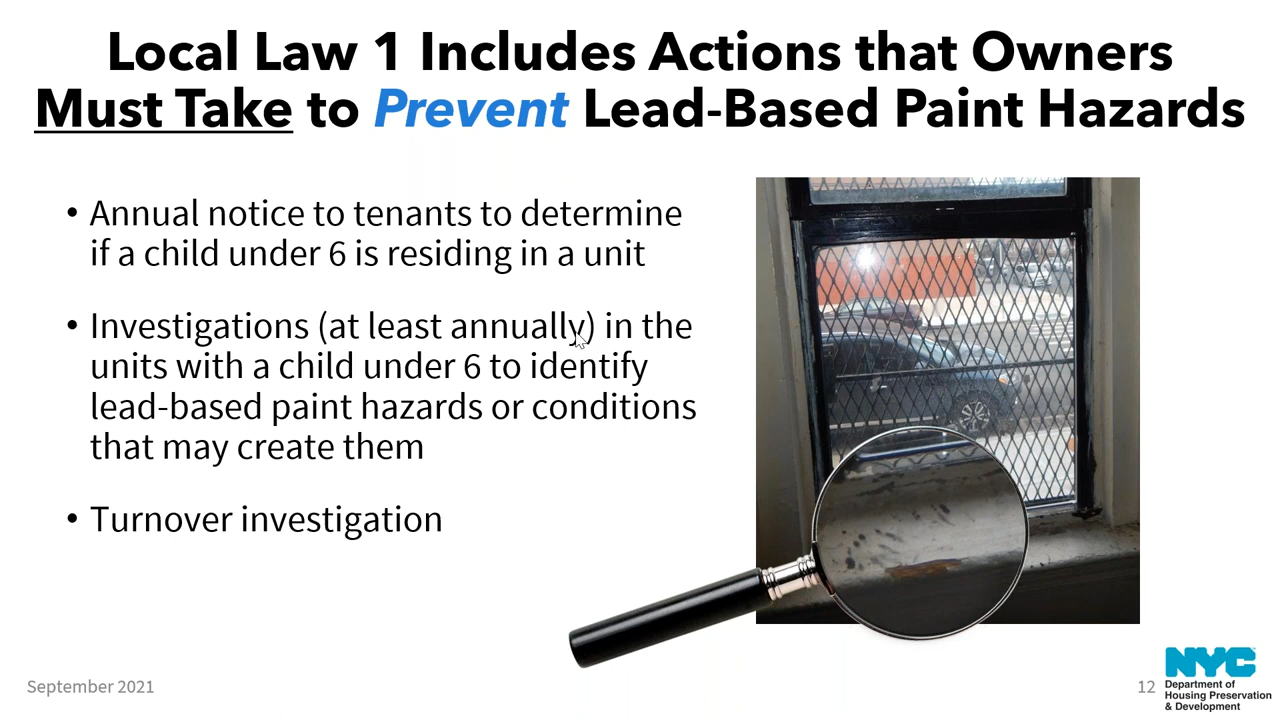 Local Law 1 Includes Actions that Owners
Must Take to Prevent Lead-Based Paint Hazards
• Annual notice to tenants to determine
if a child under 6 is residing in a unit
• Investigations (at least annually) in the
units with a child under 6 to identify
lead-based paint hazards or conditions
that may create them
• Turnover investigation
September 2021
12
NYC
Department of
Housing Preservation
& Development